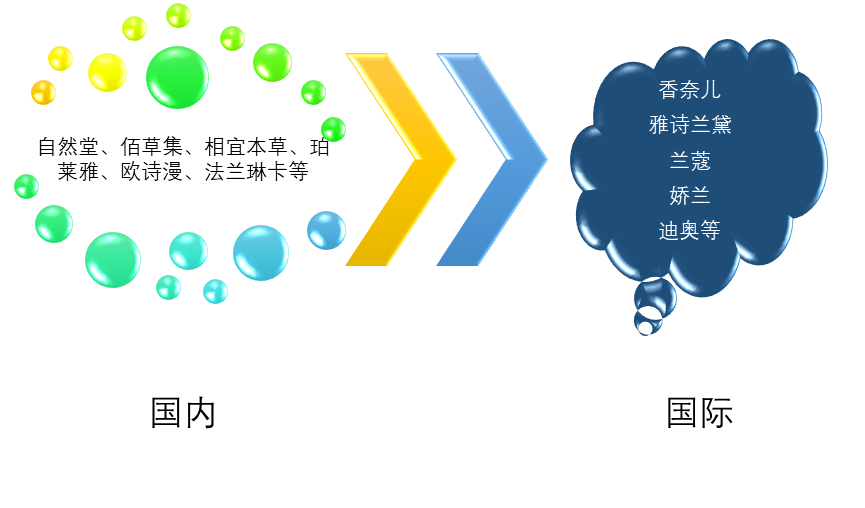 自然堂、佰草集、相宜本草、珀
莱雅、欧诗漫、法兰琳卡等
香奈儿
雅诗兰黛
兰蔻
娇兰
迪奥等
国内
国际